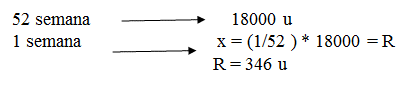 52 semana 18000 u
1 semana x = (1/52 ) * 18000 = R
R = 346 u